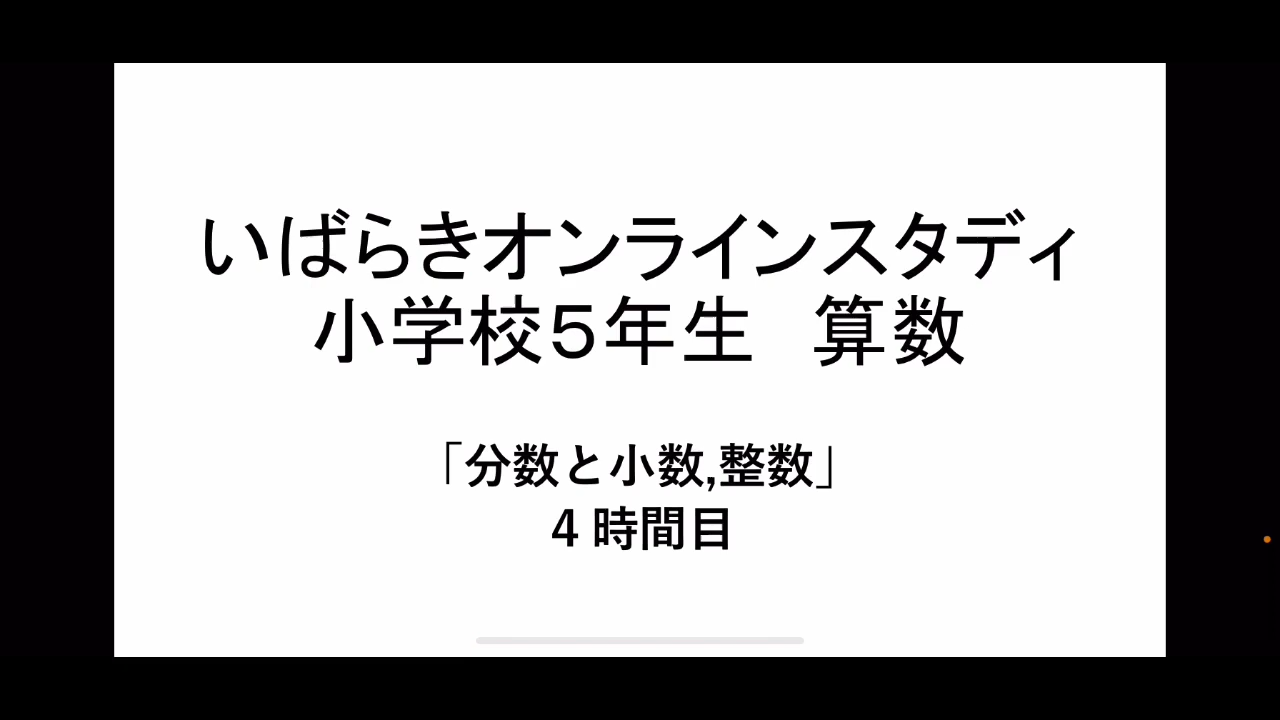 いばらきオンラインスタディ
小学校５年生　算数
「分数と小数,整数」
４時間目